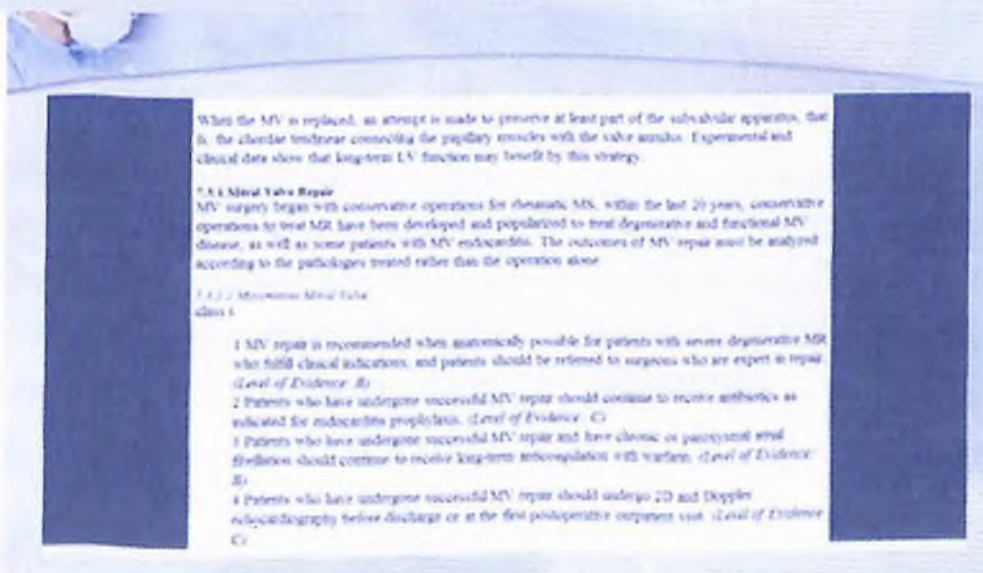 When the MV is replaced, an attempt is made to preserve at least part of the subvalvular apparatus, that
is, the chordae tendineae connecting the papillary muscles with the valve annulus. Experimental and
clinical data show that long-term LV function may benefit by this strategy.
Mitral Valve Repair
MV surgery began with conservative operations for rheumatic MS, within the last 20 years, conservative
operations to treat MR have been developed and popularized to treat degenerative and functional MV
disease, as well as some patients with MV endocarditis. The outcomes of MV repair must be analyzed
according to the pathologies treated rather than the operation alone
Mitral Valve
class I
1 MV repair is recommended when anatomically possible for patients with severe degenerative MR
who fulfill clinical indications, and patients should be referred to surgeons who are expert in repair
(Level of Evidence: B)
2 Patients who have undergone successful MV repair should continue to receive antibiotics as
indicated for endocarditis prophylaxis. (Level of Evidence: C)
3 Patients who have undergone successful MV repair and have chronic or paroxysmal atrial
fibrillation should continue to receive long-term anticoagulation with warfarin. (Level of Evidence:
B)
4 Patients who have undergone successful MV repair should undergo 2D and Doppler
echocardiography before discharge or at the first postoperative outpatient visit. (Level of Evidence:
C)